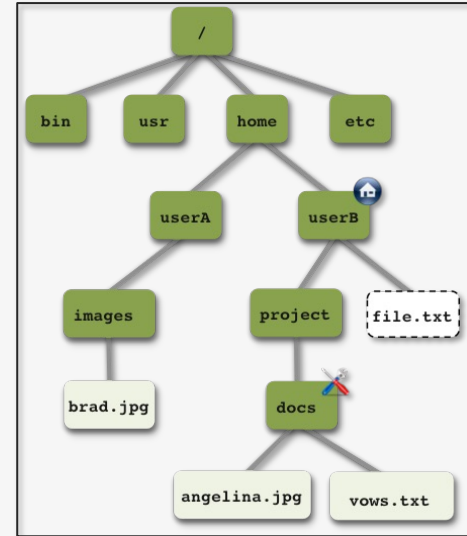 /
bin usr home etc
userA userB
images project file.txt
brad.jpg docs
angelina.jpg vows.txt